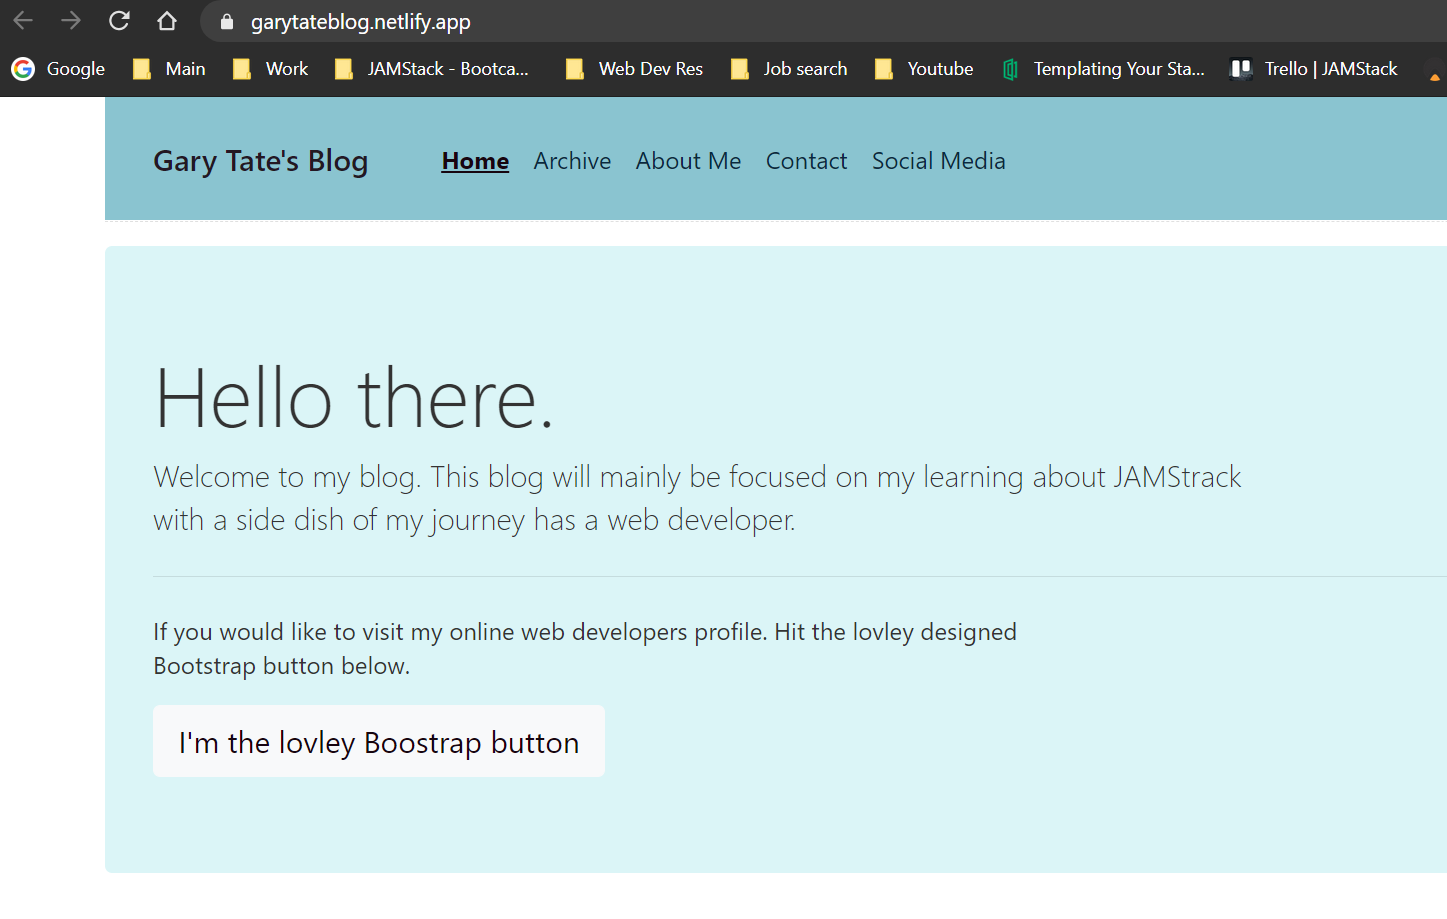 garytateblog.netlify.app
Google Main Work JAMStack - Bootca... Web Dev Res Job search Youtube Templating Your Sta... Trello | JAMStack
Gary Tate's Blog Home Archive About Me Contact Social Media
Hello there.
Welcome to my blog. This blog will mainly be focused on my learning about JAMStrack
with a side dish of my journey has a web developer.
If you would like to visit my online web developers profile. Hit the lovley designed
Bootstrap button below.
I'm the lovley Boostrap button